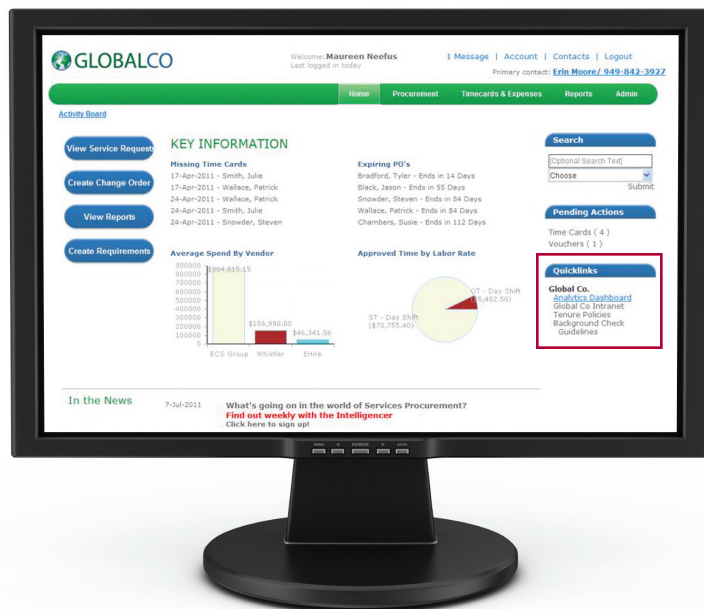 GLOBALCO
Welcome: Maureen Neefus
Last logged in today
1 Message | Account | Contacts | Logout
Primary contact: Erin Moore/ 949-842-3927
Home Procurement Timecards & Expenses Reports Admin
Activity Board
View Service Requests
Create Change Order
View Reports
Create Requirements
KEY INFORMATION
Missing Time Cards
17-Apr-2011 - Smith, Julie
17-Apr-2011 - Wallace, Patrick
24-Apr-2011 - Wallace, Patrick
24-Apr-2011 - Smith, Julie
24-Apr-2011 - Snowder, Steven
Expiring PO's
Bradford, Tyler - Ends in 14 Days
Black, Jason - Ends in 55 Days
Snowder, Steven - Ends in 84 Days
Wallace, Patrick - Ends in 84 Days
Chambers, Susie - Ends in 112 Days
Average Spend By Vendor
900000
800000
700000
600000
500000
400000
300000
200000
100000
0
$864,015.15
$156,990.00
$46,341.56
ECS Group Whistler EHire
Approved Time by Labor Rate
OT - Day Shift
($5,482.50)
ST - Day Shift
($70,755.40)
Search
[Optional Search Text]
Choose
Submit
Pending Actions
Time Cards ( 4 )
Vouchers ( 1 )
Quicklinks
Global Co.
Analytics Dashboard
Global Co Intranet
Tenure Policies
Background Check
Guidelines
In the News
7-Jul-2011
What's going on in the world of Services Procurement?
Find out weekly with the Intelligencer
Click here to sign up!
MENU POWER AUTO